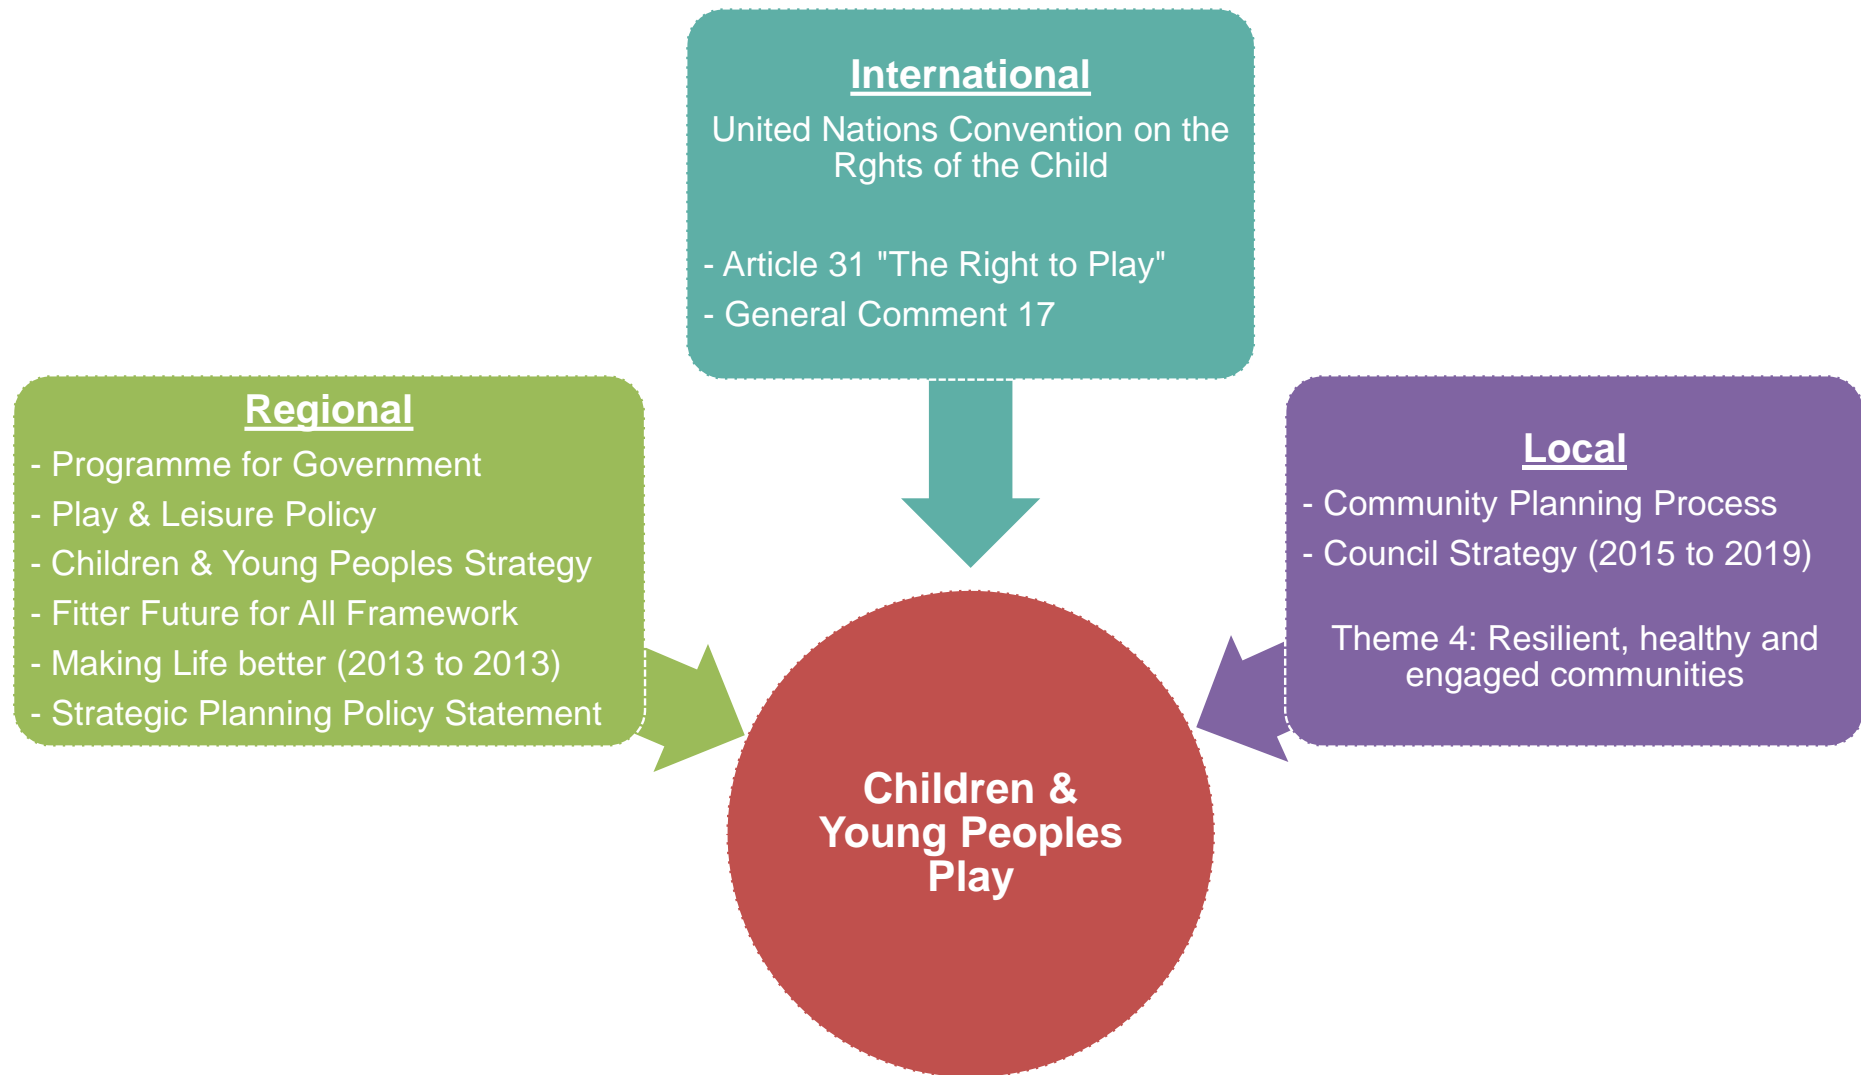 International
United Nations Convention on the
Rghts of the Child
- Article 31 "The Right to Play"
- General Comment 17
Regional
- Programme for Government
- Play & Leisure Policy
- Children & Young Peoples Strategy
- Fitter Future for All Framework
- Making Life better (2013 to 2013)
- Strategic Planning Policy Statement
Local
- Community Planning Process
- Council Strategy (2015 to 2019)
Theme 4: Resilient, healthy and
engaged communities
Children &
Young Peoples
Play